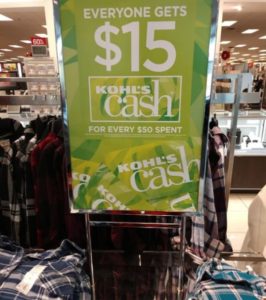 EVERYONE GETS
$15
KOHL'S
cash
FOR EVERY $50 SPENT
KOHL'S
cash